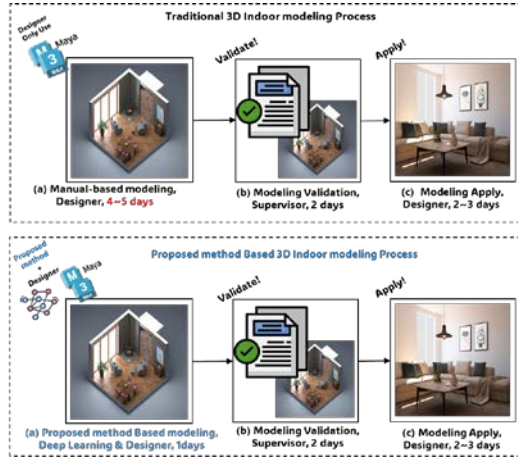 Traditional 3D Indoor modeling Process
Designer
Only Use
M
Maya
3
MAX
Validate!
Apply!
(a) Manual-based modeling,
Designer, 4~5 days
(b) Modeling Validation,
Supervisor, 2 days
(c) Modeling Apply,
Designer, 2~3 days
Proposed method Based 3D Indoor modeling Process
Proposed
method
+
Designer
M
Maya
3
Validate!
Apply!
(a) Proposed method Based modeling,
Deep Learning & Designer, 1days
(b) Modeling Validation,
Supervisor, 2 days
(c) Modeling Apply,
Designer, 2~3 days